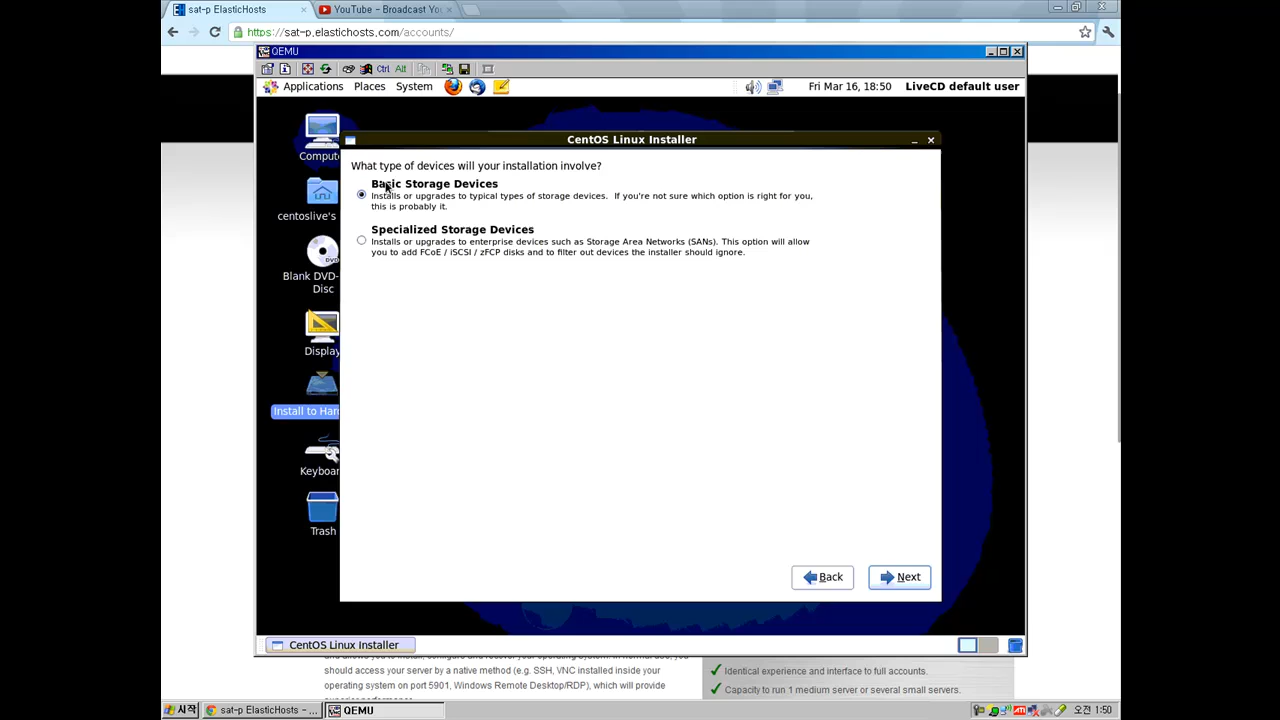 sat-p ElasticHosts
YouTube - Broadcast You
https://sat-p.elastichosts.com/accounts/
QEMU
Ctrl Alt
Applications Places System
Fri Mar 16, 18:50 LiveCD default user
CentOS Linux Installer
Comput
centoslive's
Blank DVD-
Disc
Display
Install to Har
Keyboar
Trash
What type of devices will your installation involve?
Basic Storage Devices
Installs or upgrades to typical types of storage devices. If you're not sure which option is right for you,
this is probably it.
Specialized Storage Devices
Installs or upgrades to enterprise devices such as Storage Area Networks (SANs). This option will allow
you to add FCoE / iSCSI / zFCP disks and to filter out devices the installer should ignore.
Back Next
CentOS Linux Installer
should access your server by a native method (e.g. SSH, VNC installed inside your
operating system on port 5901, Windows Remote Desktop/RDP), which will provide
Identical experience and interface to full accounts.
Capacity to run 1 medium server or several small servers.
시작
sat-p ElasticHosts - ...
QEMU
오전 1:50